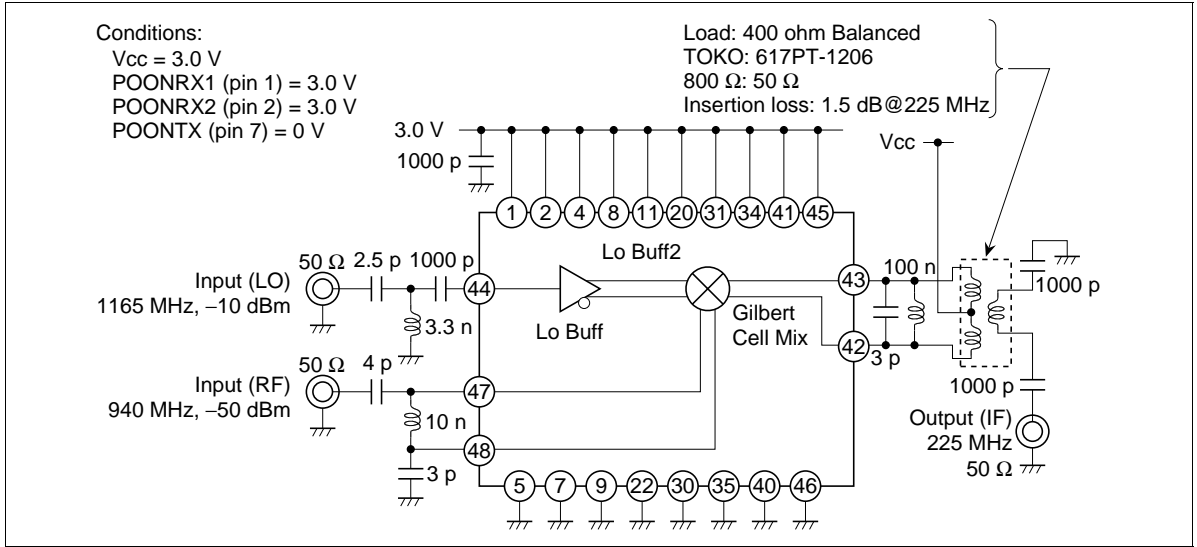 Conditions:
Vcc = 3.0 V
POONRX1 (pin 1) = 3.0 V
POONRX2 (pin 2) = 3.0 V
POONTX (pin 7) = 0 V
Load: 400 ohm Balanced
TOKO: 617PT-1206
800 Ω: 50 Ω
Insertion loss: 1.5 dB@225 MHz
3.0 V
1000 p
Vcc
1 2 4 8 11 20 31 34 41 45
Lo Buff2
50 Ω 2.5 p 1000 p
Input (LO)
1165 MHz, –10 dBm
44
3.3 n
Lo Buff
Gilbert
Cell Mix
43
100 n
42
3 p
1000 p
50 Ω 4 p
Input (RF)
940 MHz, –50 dBm
47
10 n
48
3 p
1000 p
Output (IF)
225 MHz
50 Ω
5 7 9 22 30 35 40 46